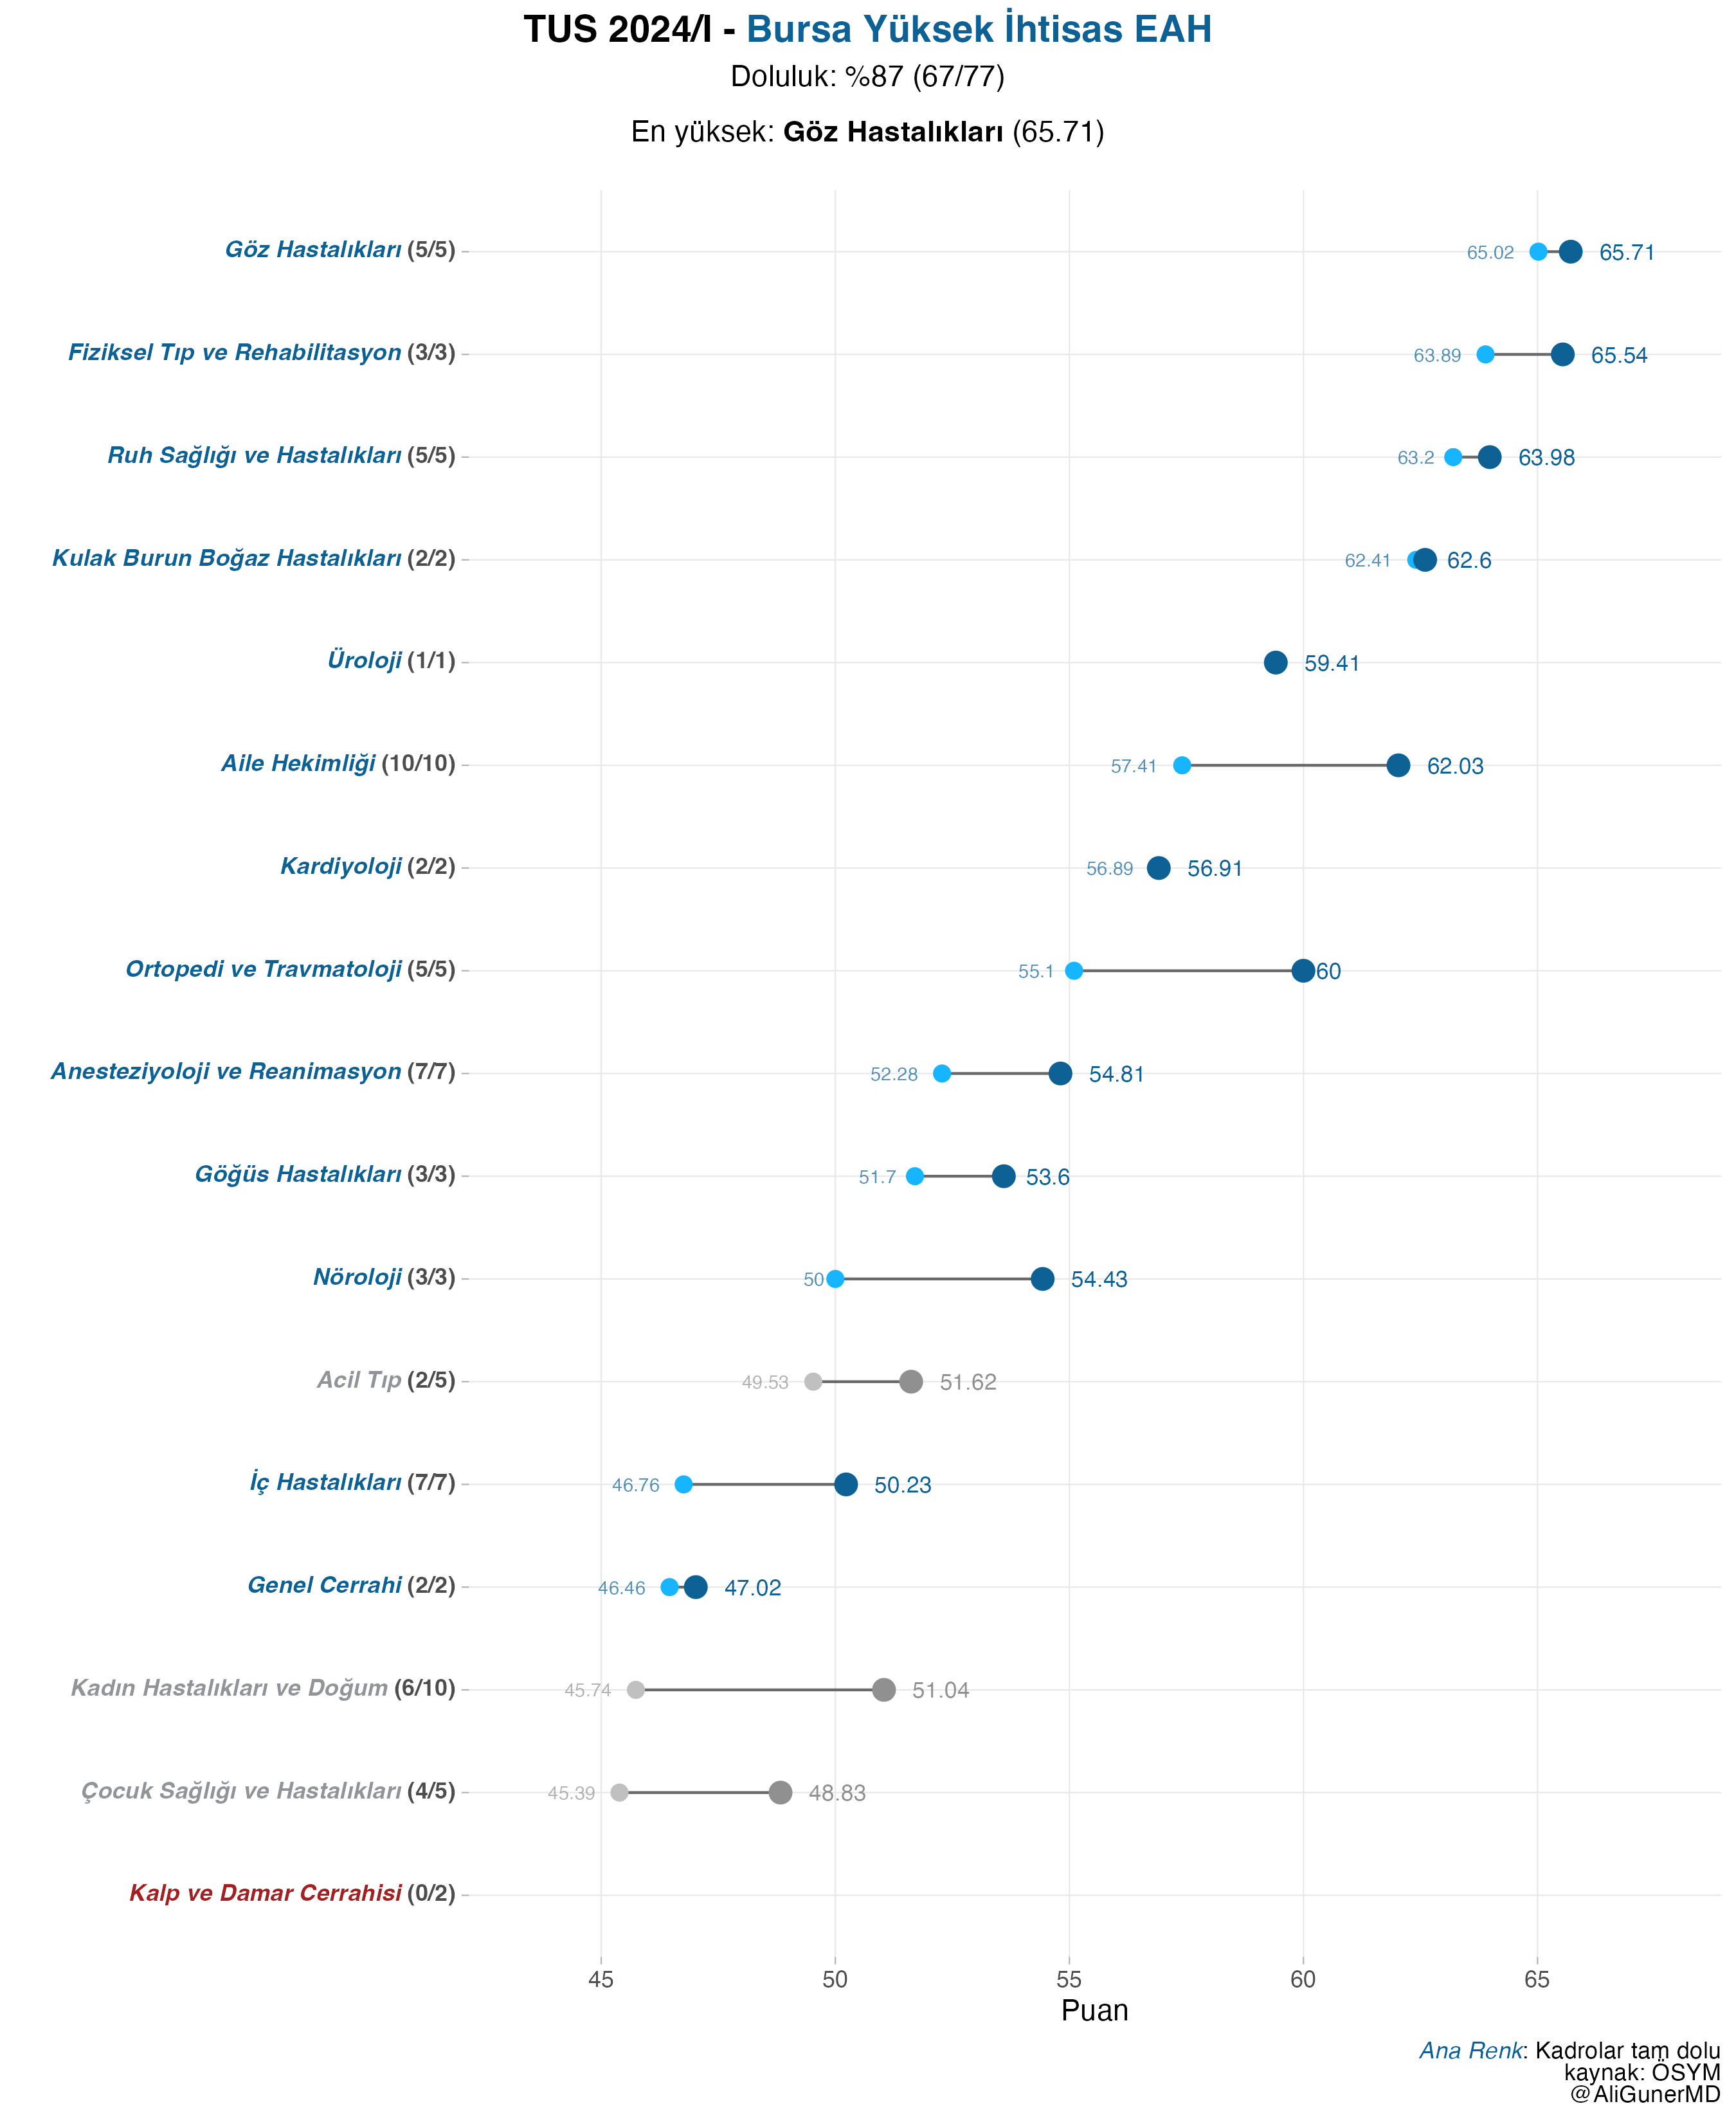 TUS 2024/I - Bursa Yüksek İhtisas EAH
Doluluk: %87 (67/77)
En yüksek: Göz Hastalıkları (65.71)
Göz Hastalıkları (5/5) 65.02 65.71
Fiziksel Tıp ve Rehabilitasyon (3/3) 63.89 65.54
Ruh Sağlığı ve Hastalıkları (5/5) 63.2 63.98
Kulak Burun Boğaz Hastalıkları (2/2) 62.41 62.6
Üroloji (1/1) 59.41
Aile Hekimliği (10/10) 57.41 62.03
Kardiyoloji (2/2) 56.89 56.91
Ortopedi ve Travmatoloji (5/5) 55.1 60
Anesteziyoloji ve Reanimasyon (7/7) 52.28 54.81
Göğüs Hastalıkları (3/3) 51.7 53.6
Nöroloji (3/3) 50 54.43
Acil Tıp (2/5) 49.53 51.62
İç Hastalıkları (7/7) 46.76 50.23
Genel Cerrahi (2/2) 46.46 47.02
Kadın Hastalıkları ve Doğum (6/10) 45.74 51.04
Çocuk Sağlığı ve Hastalıkları (4/5) 45.39 48.83
Kalp ve Damar Cerrahisi (0/2)
45 50 55 60 65
Puan
Ana Renk: Kadrolar tam dolu
kaynak: ÖSYM
@AliGunerMD